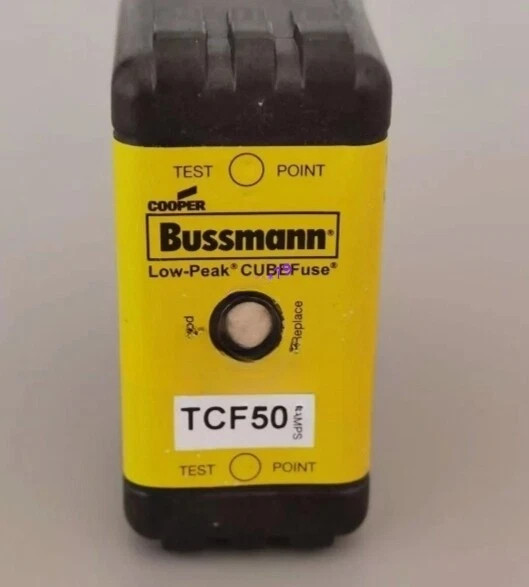 TEST POINT
COOPER
Bussmann®
Low-Peak® CUBEFuse®
Replace
TCF50
TEST POINT